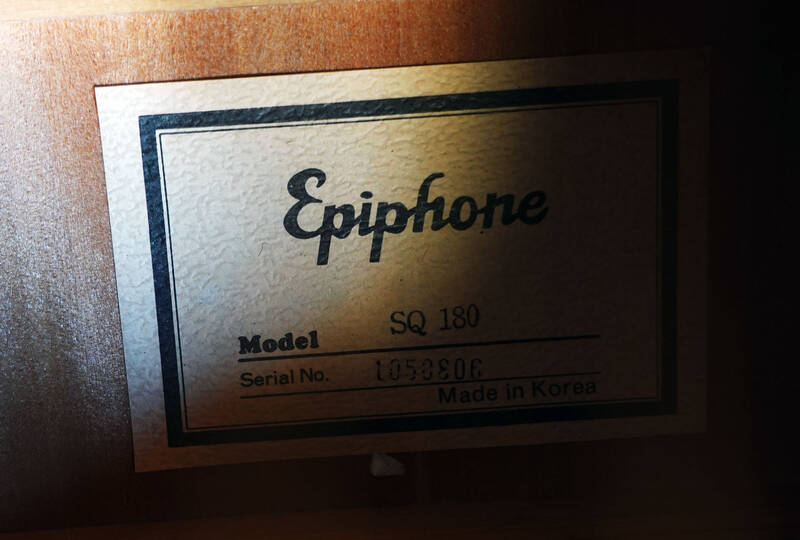 Epiphone
Model SQ 180
Serial No. 1050806
Made in Korea